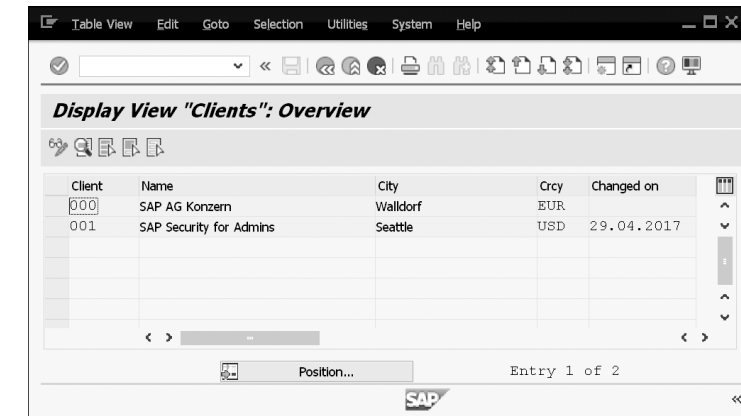 Table View Edit Goto Selection Utilities System Help
Display View "Clients": Overview
Client Name City Crcy Changed on
000 SAP AG Konzern Walldorf EUR
001 SAP Security for Admins Seattle USD 29.04.2017
Position... Entry 1 of 2
SAP